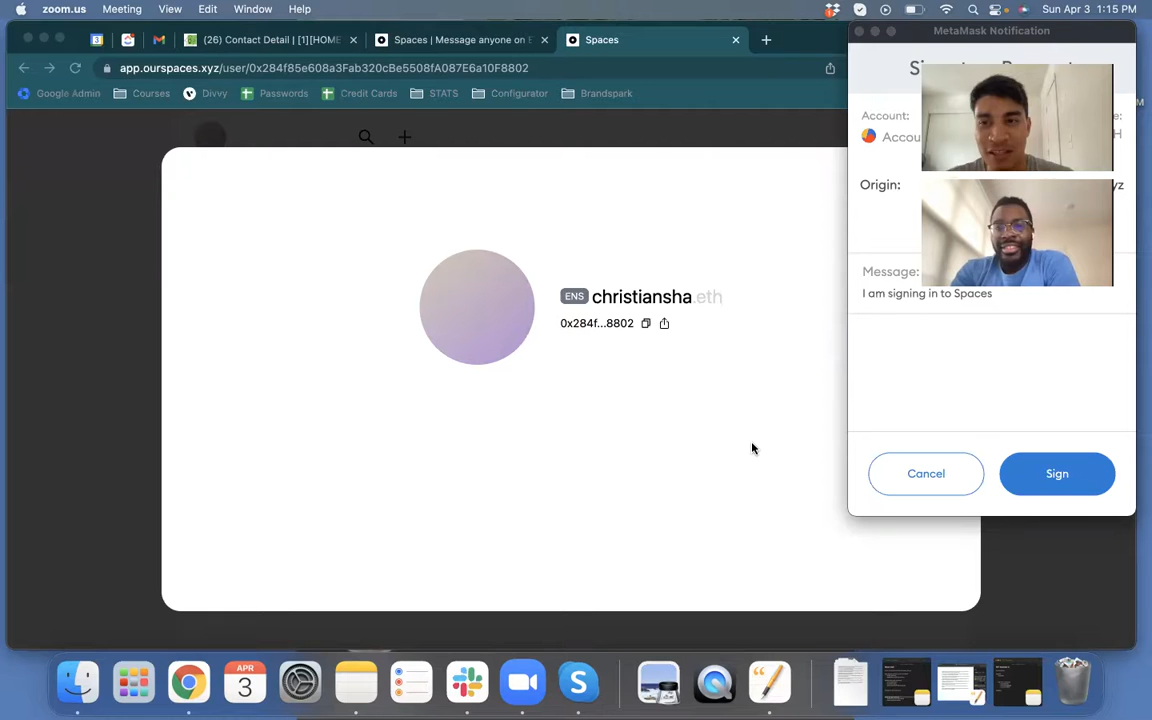 zoom.us Meeting View Edit Window Help Sun Apr 3 1:15 PM
(26) Contact Detail | [1][HOME Spaces | Message anyone on E Spaces
app.ourspaces.xyz/user/0x284f85e608a3Fab320cBe5508fA087E6a10F8802
Google Admin Courses Divvy Passwords Credit Cards STATS Configurator Brandspark
ENS christiansha.eth
0x284f...8802
MetaMask Notification
Account:
Accou
Origin:
yz
Message:
I am signing in to Spaces
Cancel Sign
APR
3